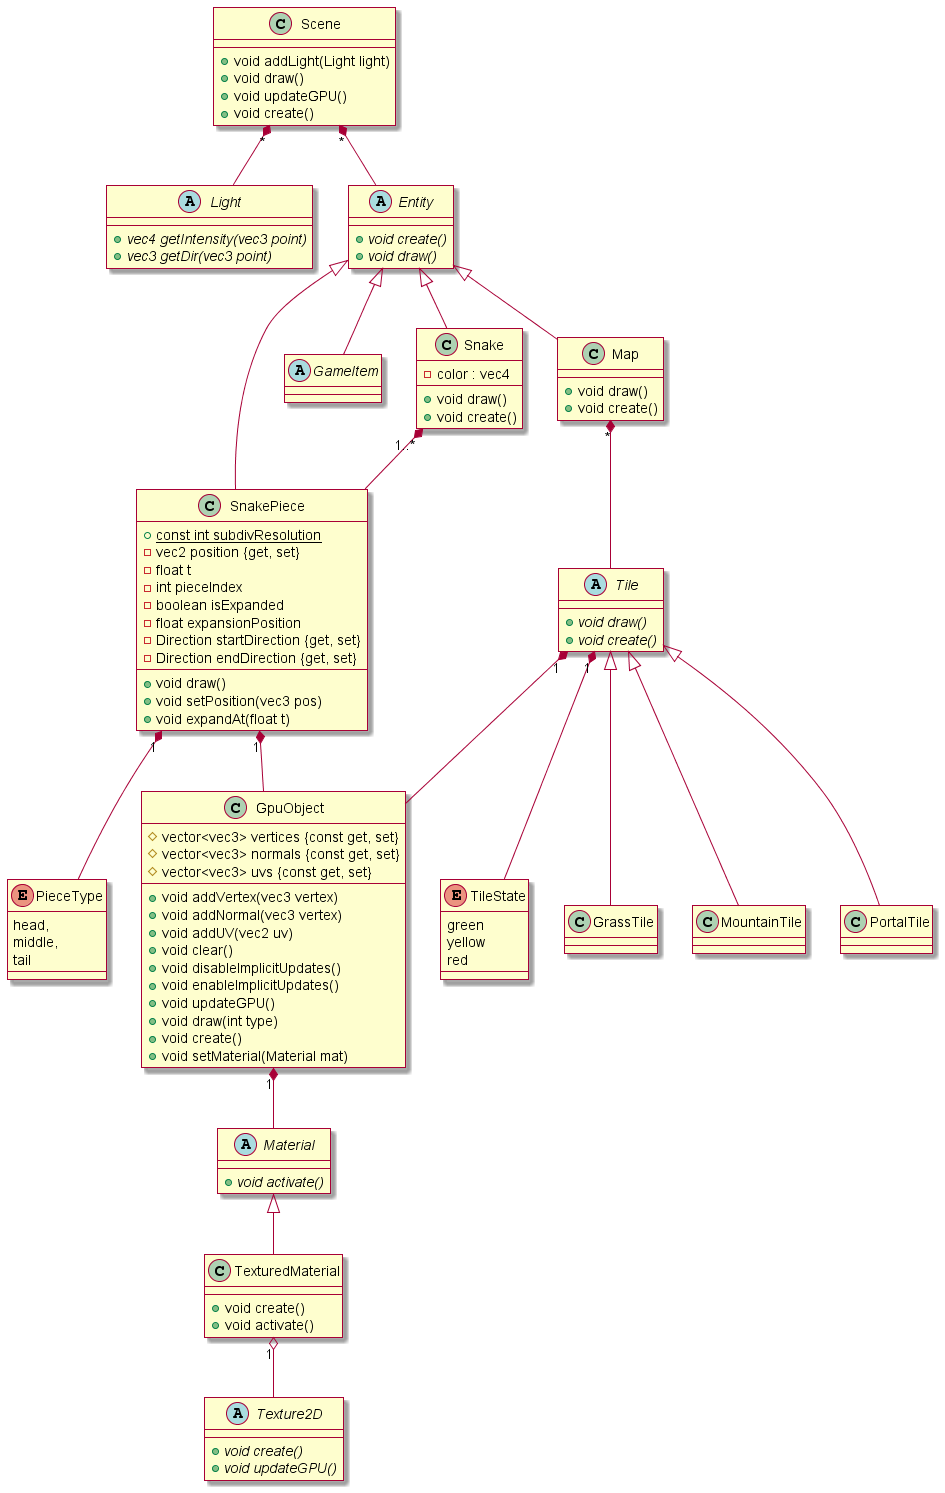 C Scene
void addLight(Light light)
void draw()
void updateGPU()
void create()
*
*
A Light
vec4 getIntensity(vec3 point)
vec3 getDir(vec3 point)
A Entity
void create()
void draw()
A GameItem
C Snake
color : vec4
void draw()
void create()
C Map
void draw()
void create()
1..*
*
C SnakePiece
const int subdivResolution
vec2 position {get, set}
float t
int pieceIndex
boolean isExpanded
float expansionPosition
Direction startDirection {get, set}
Direction endDirection {get, set}
void draw()
void setPosition(vec3 pos)
void expandAt(float t)
A Tile
void draw()
void create()
1
1
1
1
C GpuObject
vector<vec3> vertices {const get, set}
vector<vec3> normals {const get, set}
vector<vec3> uvs {const get, set}
void addVertex(vec3 vertex)
void addNormal(vec3 vertex)
void addUV(vec2 uv)
void clear()
void disableImplicitUpdates()
void enableImplicitUpdates()
void updateGPU()
void draw(int type)
void create()
void setMaterial(Material mat)
E PieceType
head,
middle,
tail
E TileState
green
yellow
red
C GrassTile
C MountainTile
C PortalTile
1
A Material
void activate()
C TexturedMaterial
void create()
void activate()
1
A Texture2D
void create()
void updateGPU()